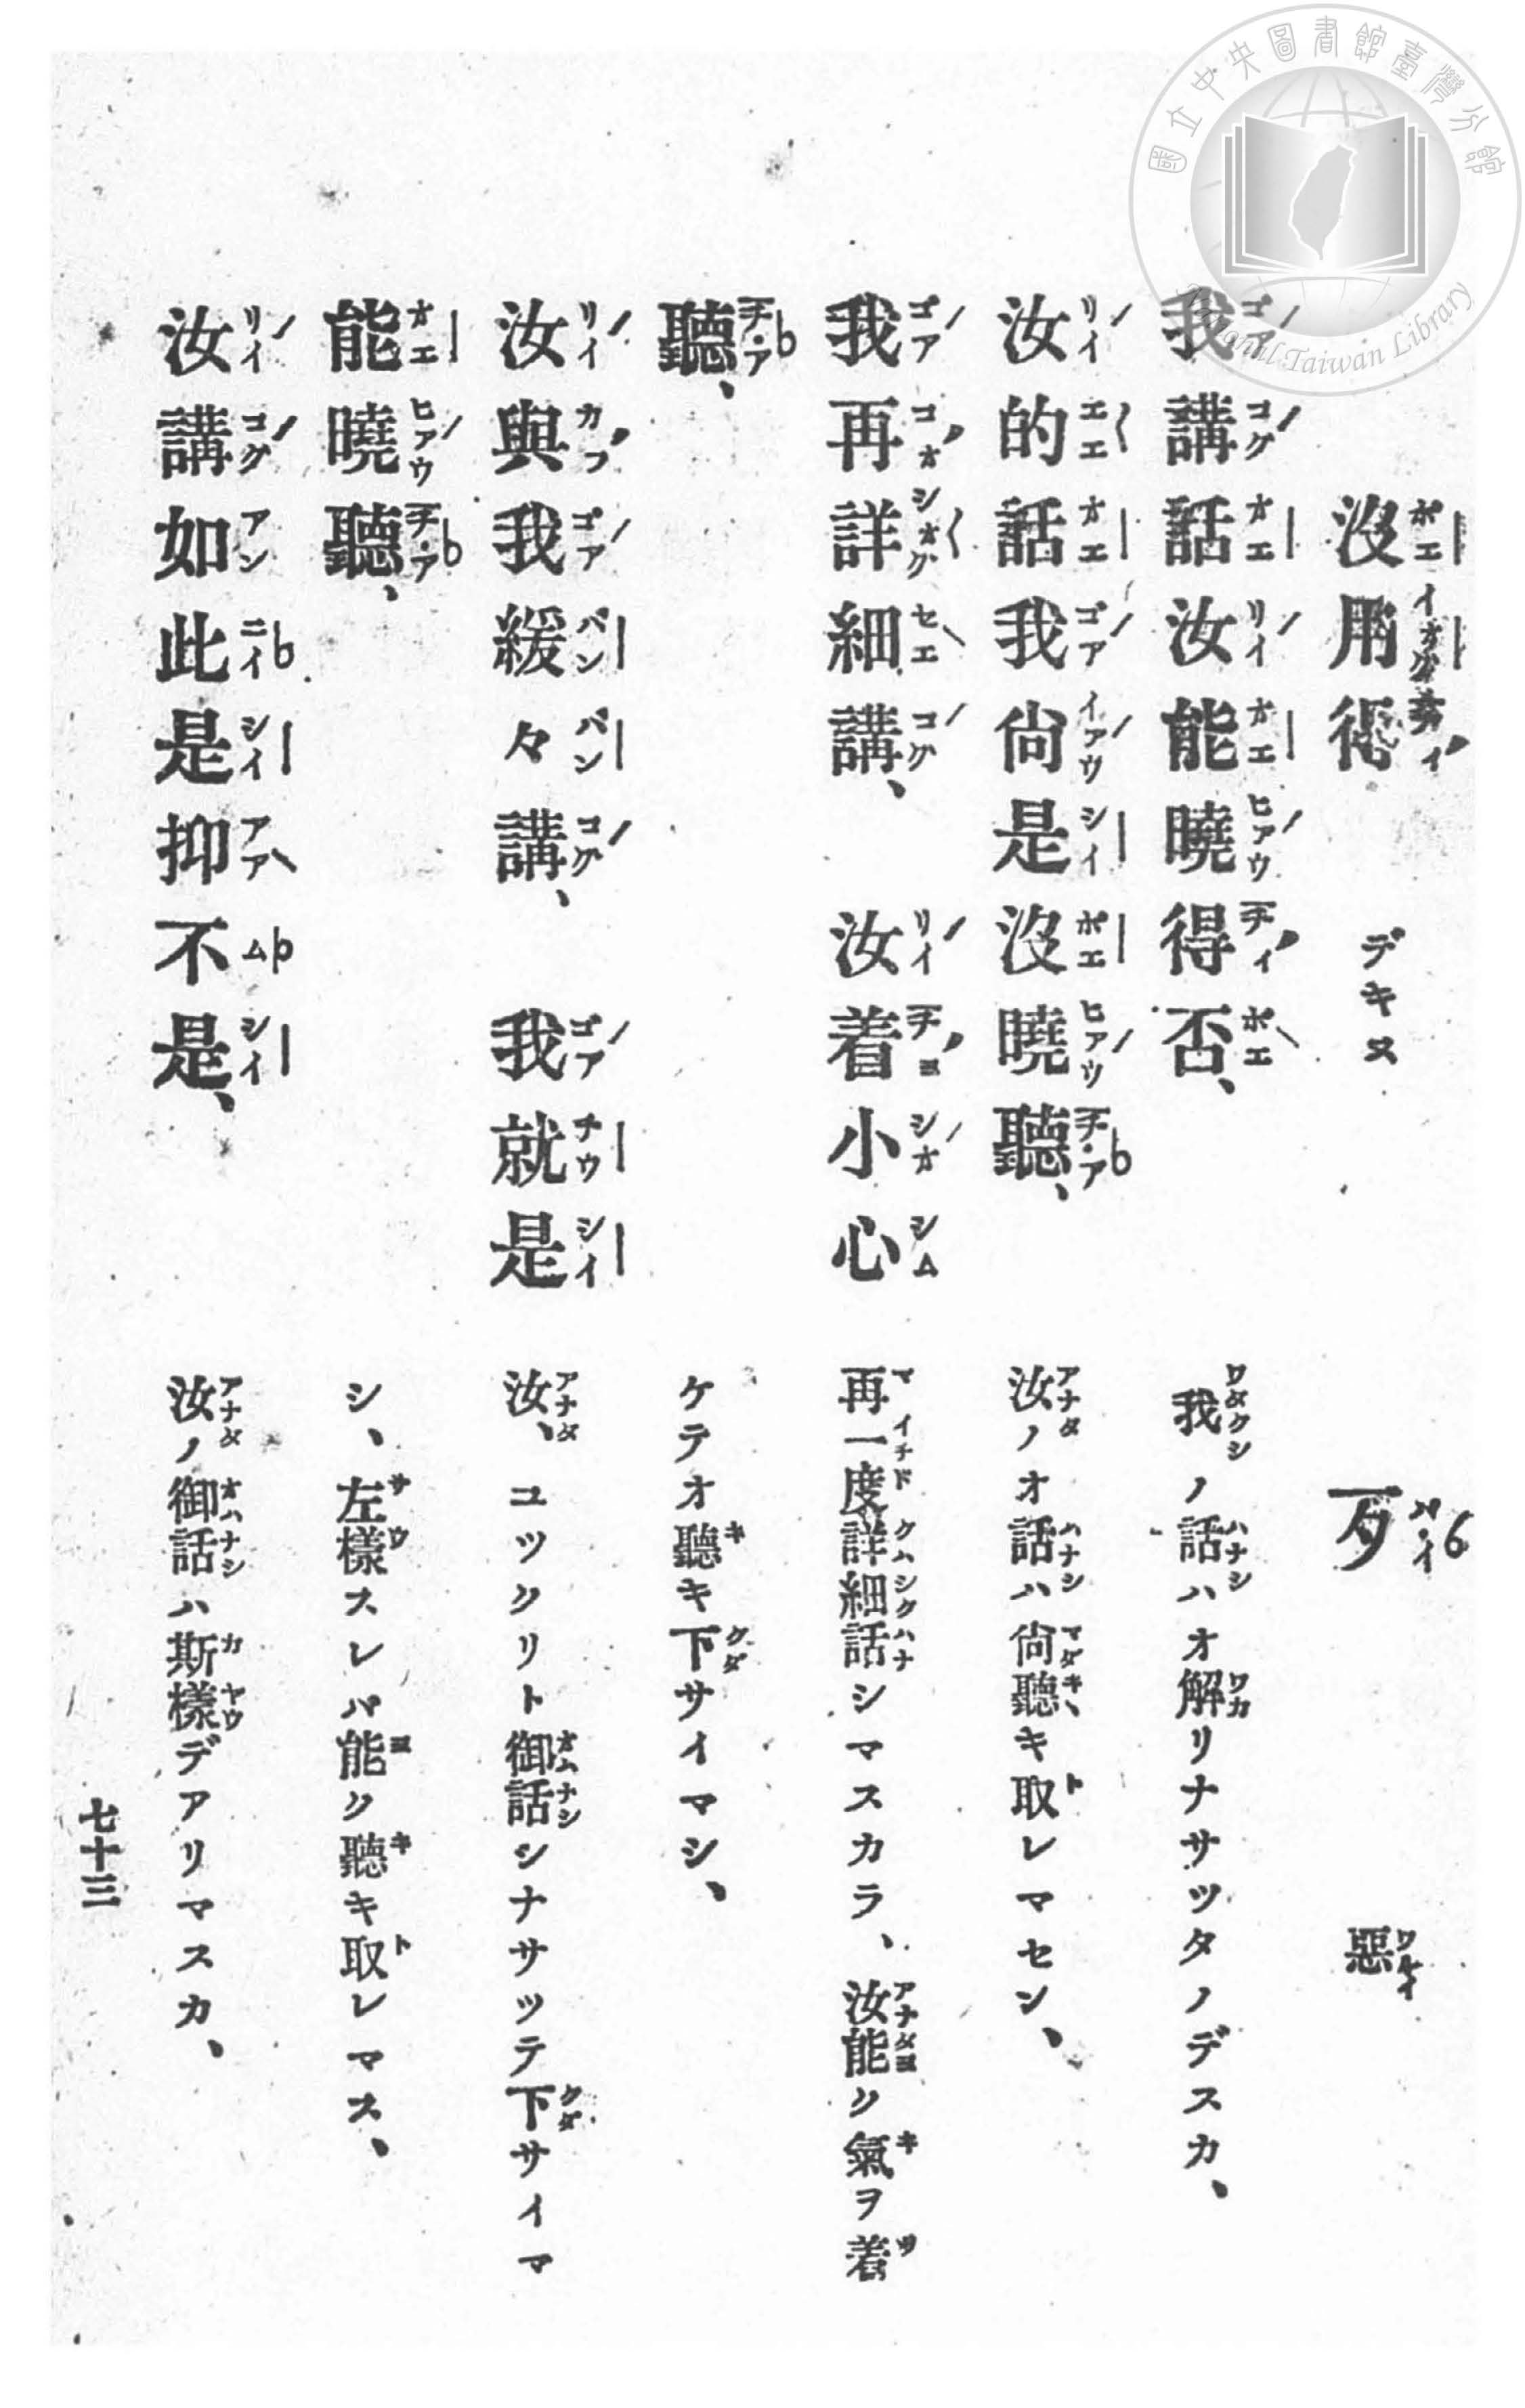 國立中央圖書館臺灣分館
National Taiwan Library
沒用得 デキヌ 歹 惡
我講話汝能曉得否、 我ノ話ハオ解リナサツタノデスカ、
汝的話我尙是沒曉聽、 汝ノオ話ハ尙聽キ取レマセン、
我再詳細講、汝着小心 再一度詳細話シマスカラ、汝能ク氣ヲ着
聽、 ケテオ聽キ下サイマシ、
汝與我緩々講、我就是 汝、ユツクリト御話シナサツテ下サイマ
能曉聽、 シ、左樣スレバ能ク聽キ取レマス、
汝講如此是抑不是、 汝ノ御話ハ斯樣デアリマスカ、
七十三